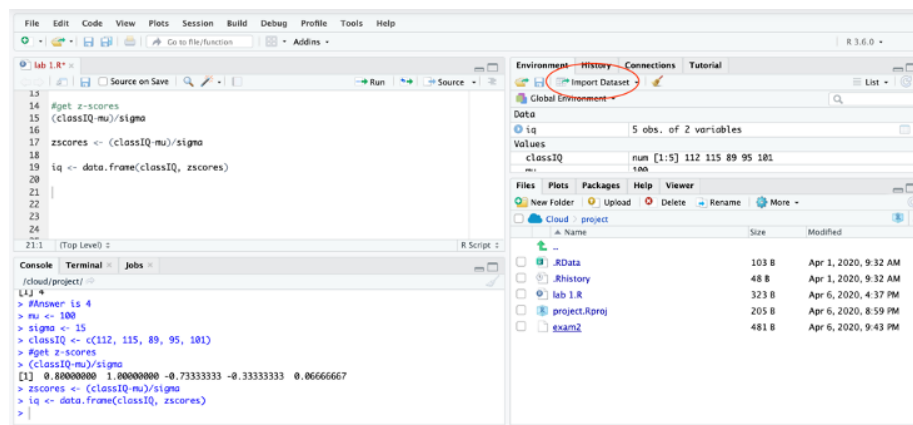 File Edit Code View Plots Session Build Debug Profile Tools Help
Go to file/function Addins R 3.6.0
lab 1.R*
Source on Save Run Source
13
14 #get z-scores
15 (classIQ-mu)/sigma
16
17 zscores <- (classIQ-mu)/sigma
18
19 iq <- data.frame(classIQ, zscores)
20
21
22
23
24
21:1 (Top Level) R Script
Console Terminal Jobs
/cloud/project/
[1] 4
> #Answer is 4
> mu <- 100
> sigma <- 15
> classIQ <- c(112, 115, 89, 95, 101)
> #get z-scores
> (classIQ-mu)/sigma
[1] 0.80000000 1.00000000 -0.73333333 -0.33333333 0.06666667
> zscores <- (classIQ-mu)/sigma
> iq <- data.frame(classIQ, zscores)
>
Environment History Connections Tutorial
Import Dataset List
Global Environment
Data
iq 5 obs. of 2 variables
Values
classIQ num [1:5] 112 115 89 95 101
mu 100
Files Plots Packages Help Viewer
New Folder Upload Delete Rename More
Cloud project
Name Size Modified
..
.RData 103 B Apr 1, 2020, 9:32 AM
.Rhistory 48 B Apr 1, 2020, 9:32 AM
lab 1.R 323 B Apr 6, 2020, 4:37 PM
project.Rproj 205 B Apr 6, 2020, 8:59 PM
exam2 481 B Apr 6, 2020, 9:43 PM